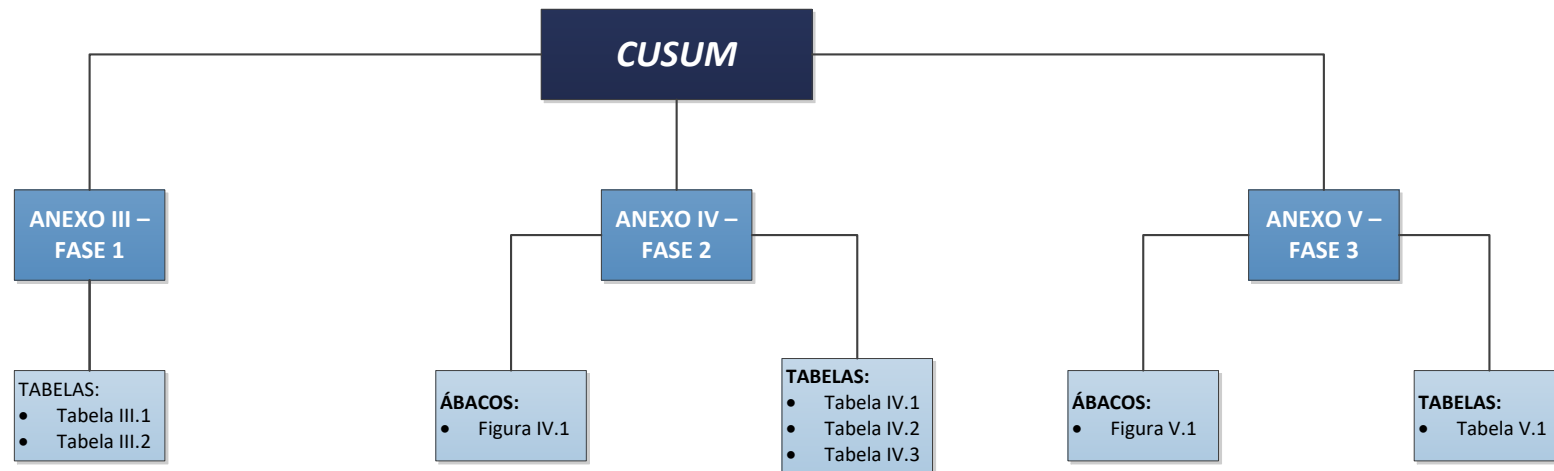 CUSUM
ANEXO III –
FASE 1
ANEXO IV –
FASE 2
ANEXO V –
FASE 3
TABELAS:
• Tabela III.1
• Tabela III.2
ÁBACOS:
• Figura IV.1
TABELAS:
• Tabela IV.1
• Tabela IV.2
• Tabela IV.3
ÁBACOS:
• Figura V.1
TABELAS:
• Tabela V.1